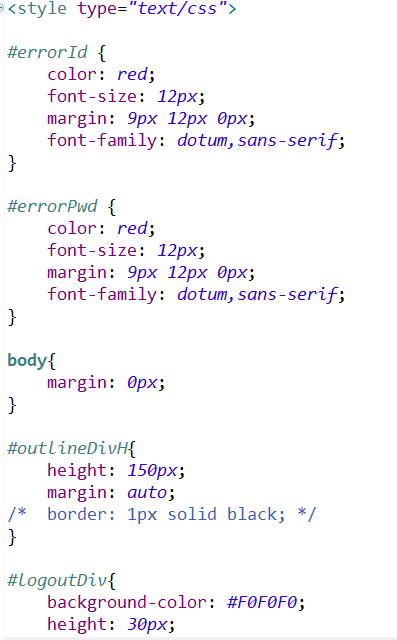 <style type="text/css">
#errorId {
color: red;
font-size: 12px;
margin: 9px 12px 0px;
font-family: dotum,sans-serif;
}
#errorPwd {
color: red;
font-size: 12px;
margin: 9px 12px 0px;
font-family: dotum,sans-serif;
}
body{
margin: 0px;
}
#outlineDivH{
height: 150px;
margin: auto;
/*  border: 1px solid black; */
}
#logoutDiv{
background-color: #F0F0F0;
height: 30px;